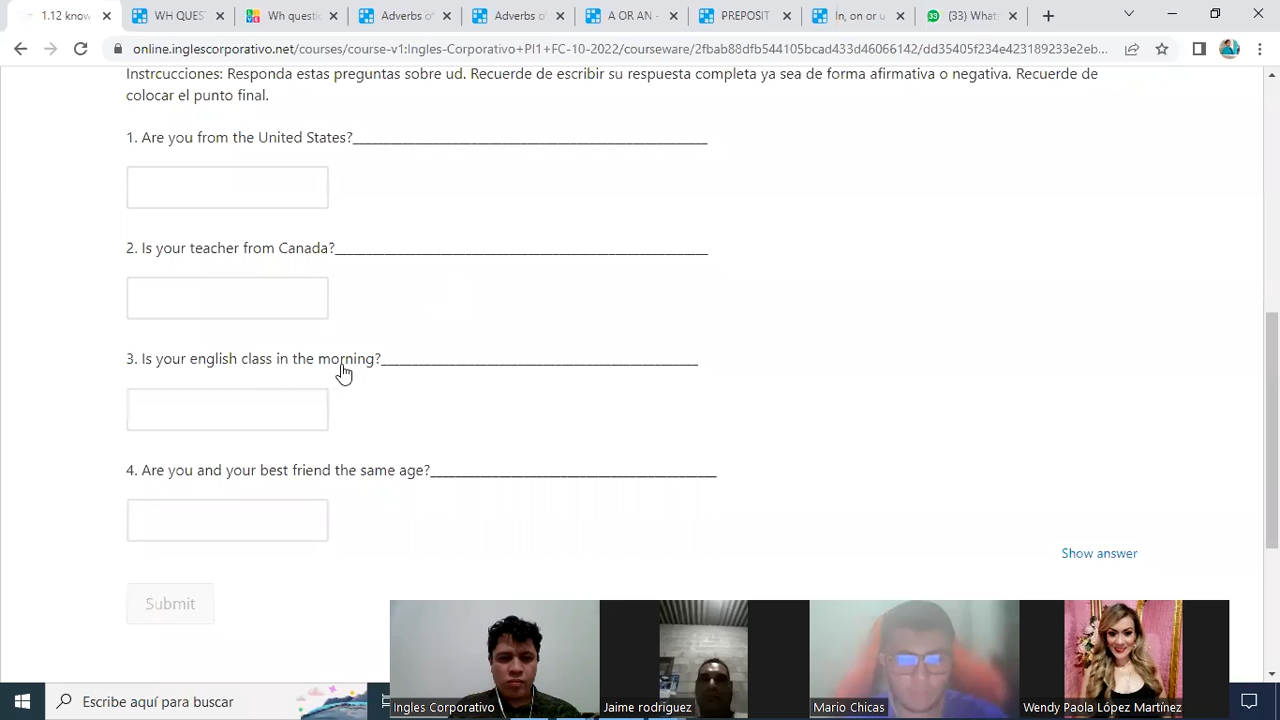 1.12 know
WH QUES
Wh questio
Adverbs o
Adverbs o
A OR AN -
PREPOSIT
In, on or u
(33) What
online.inglescorporativo.net/courses/course-v1:Ingles-Corporativo+PI1+FC-10-2022/courseware/2fbab88dfb544105bcad433d46066142/dd35405f234e423189233e2eb...
Instrcucciones: Responda estas preguntas sobre ud. Recuerde de escribir su respuesta completa ya sea de forma afirmativa o negativa. Recuerde de
colocar el punto final.
1. Are you from the United States?
2. Is your teacher from Canada?
3. Is your english class in the morning?
4. Are you and your best friend the same age?
Show answer
Submit
Ingles Corporativo
Jaime rodriguez
Mario Chicas
Wendy Paola López Martínez
Escribe aquí para buscar